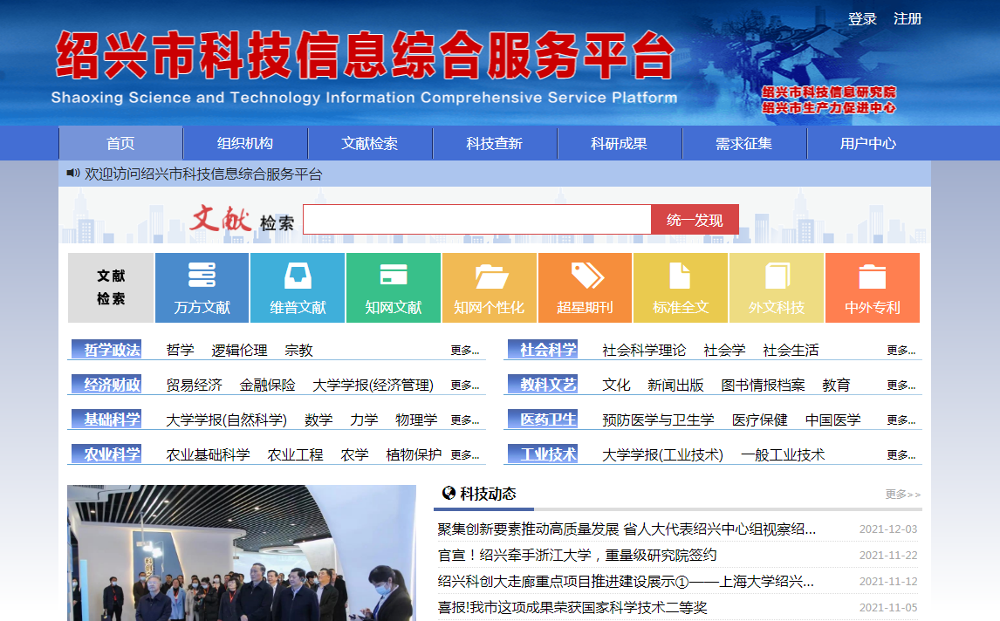 登录 注册
绍兴市科技信息综合服务平台
Shaoxing Science and Technology Information Comprehensive Service Platform
绍兴市科技信息研究院
绍兴市生产力促进中心
首页 组织机构 文献检索 科技查新 科研成果 需求征集 用户中心
欢迎访问绍兴市科技信息综合服务平台
文献 检索 统一发现
文献
检索
万方文献 维普文献 知网文献 知网个性化 超星期刊 标准全文 外文科技 中外专利
哲学政法 哲学 逻辑伦理 宗教 更多... 社会科学 社会科学理论 社会学 社会生活 更多...
经济财政 贸易经济 金融保险 大学学报(经济管理) 更多... 教科文艺 文化 新闻出版 图书情报档案 教育 更多...
基础科学 大学学报(自然科学) 数学 力学 物理学 更多... 医药卫生 预防医学与卫生学 医疗保健 中国医学 更多...
农业科学 农业基础科学 农业工程 农学 植物保护 更多... 工业技术 大学学报(工业技术) 一般工业技术 更多...
科技动态 更多>>
聚集创新要素推动高质量发展 省人大代表绍兴中心组视察绍... 2021-12-03
官宣！绍兴牵手浙江大学，重量级研究院签约 2021-11-22
绍兴科创大走廊重点项目推进建设展示①——上海大学绍兴... 2021-11-12
喜报!我市这项成果荣获国家科学技术二等奖 2021-11-05